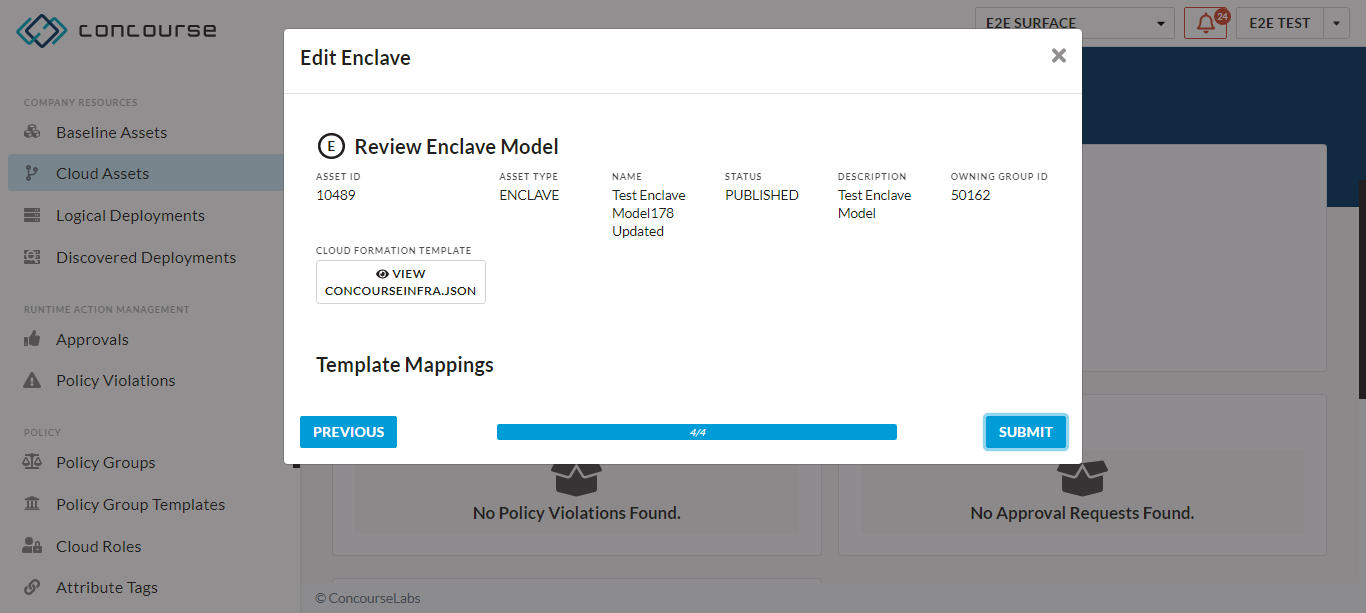 concourse
E2E SURFACE
24
E2E TEST
COMPANY RESOURCES
Baseline Assets
Cloud Assets
Logical Deployments
Discovered Deployments
RUNTIME ACTION MANAGEMENT
Approvals
Policy Violations
POLICY
Policy Groups
Policy Group Templates
Cloud Roles
Attribute Tags
Edit Enclave
×
E Review Enclave Model
ASSET ID
10489
ASSET TYPE
ENCLAVE
NAME
Test Enclave
Model178
Updated
STATUS
PUBLISHED
DESCRIPTION
Test Enclave
Model
OWNING GROUP ID
50162
CLOUD FORMATION TEMPLATE
VIEW
CONCOURSEINFRA.JSON
Template Mappings
PREVIOUS
4/4
SUBMIT
No Policy Violations Found.
No Approval Requests Found.
© ConcourseLabs